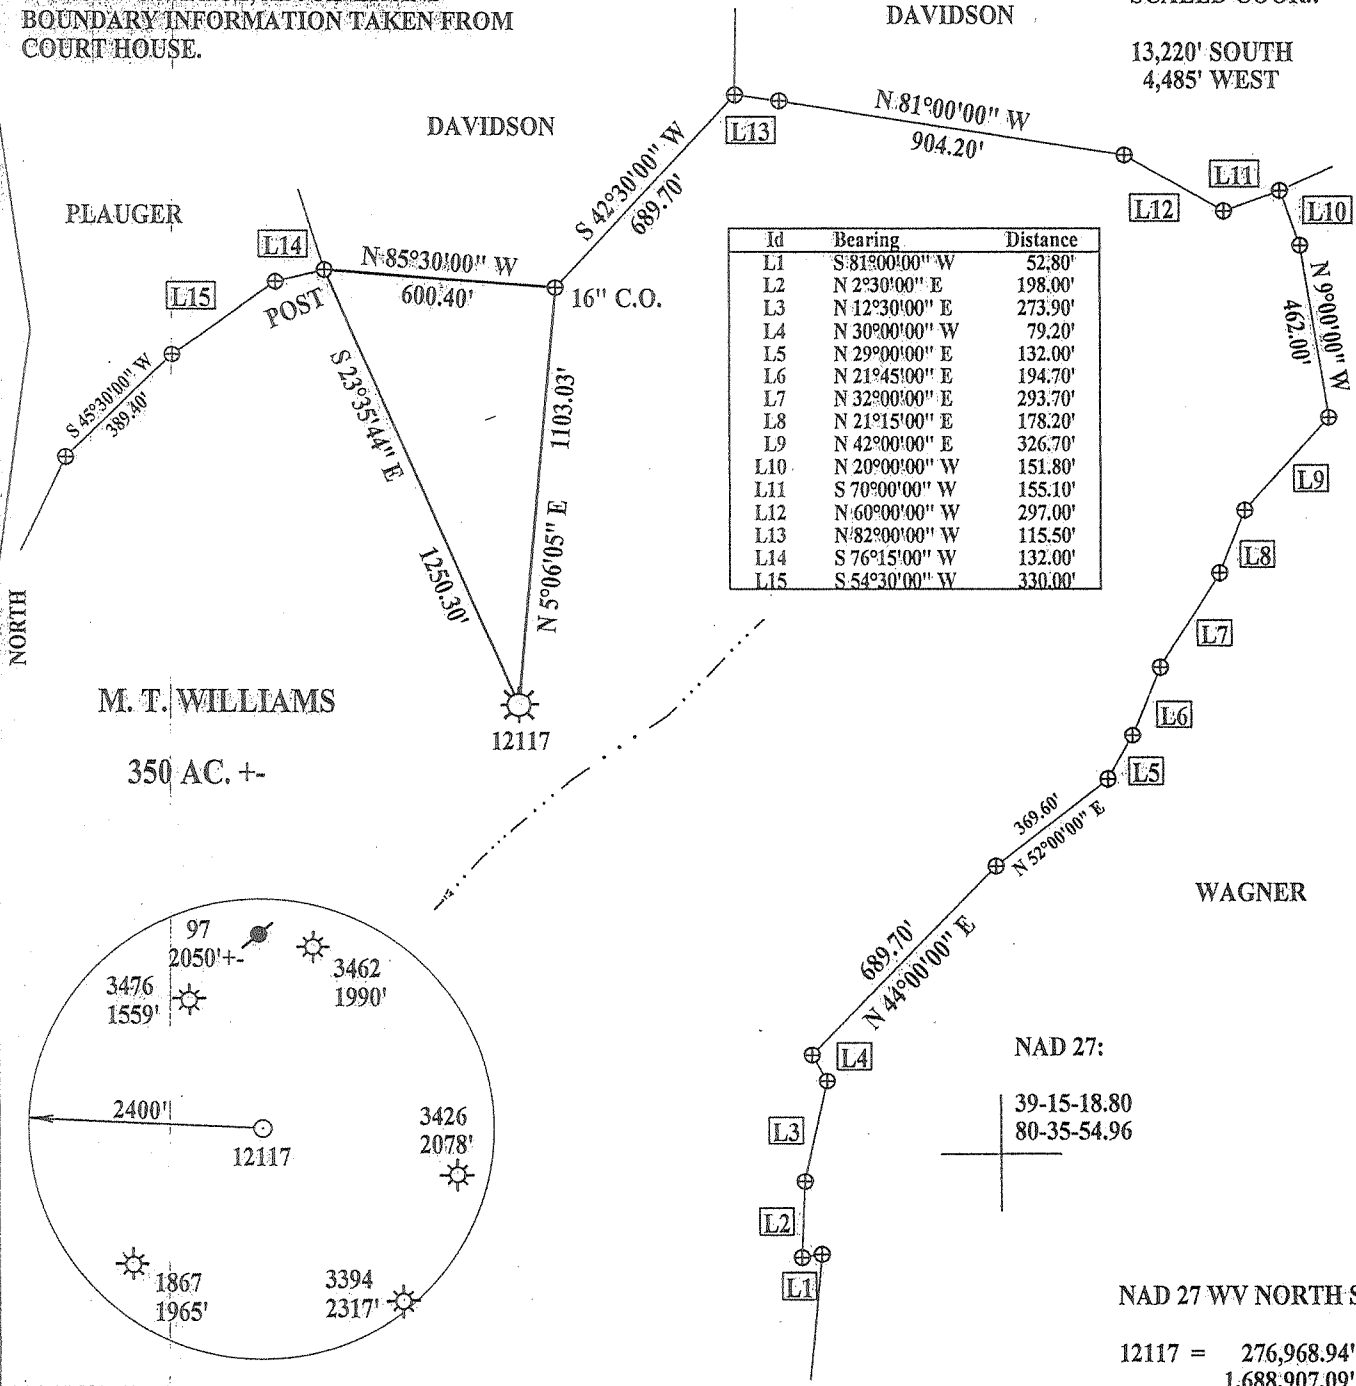 BOUNDARY INFORMATION TAKEN FROM
COURT HOUSE.
DAVIDSON
13,220' SOUTH
4,485' WEST
DAVIDSON
PLAUGER
L13
N 81°00'00" W
904.20'
L12
L11
L10
S 42°30'00" W
689.70'
L14
N 85°30'00" W
600.40'
POST
16" C.O.
L15
S 45°30'00" W
389.40'
S 23°35'44" E
1250.30'
1103.03'
N 5°06'05" E
N 9°00'00" W
462.00'
Id Bearing Distance
L1 S 81°00'00" W 52.80'
L2 N 2°30'00" E 198.00'
L3 N 12°30'00" E 273.90'
L4 N 30°00'00" W 79.20'
L5 N 29°00'00" E 132.00'
L6 N 21°45'00" E 194.70'
L7 N 32°00'00" E 293.70'
L8 N 21°15'00" E 178.20'
L9 N 42°00'00" E 326.70'
L10 N 20°00'00" W 151.80'
L11 S 70°00'00" W 155.10'
L12 N 60°00'00" W 297.00'
L13 N 82°00'00" W 115.50'
L14 S 76°15'00" W 132.00'
L15 S 54°30'00" W 330.00'
L9
L8
L7
L6
L5
NORTH
M. T. WILLIAMS
350 AC. +-
12117
369.60'
N 52°00'00" E
WAGNER
689.70'
N 44°00'00" E
97
2050'+-
3462
1990'
3476
1559'
2400'
12117
3426
2078'
1867
1965'
3394
2317'
L4
L3
L2
L1
NAD 27:
39-15-18.80
80-35-54.96
NAD 27 WV NORTH
12117 = 276,968.94'
1,688,907.09'